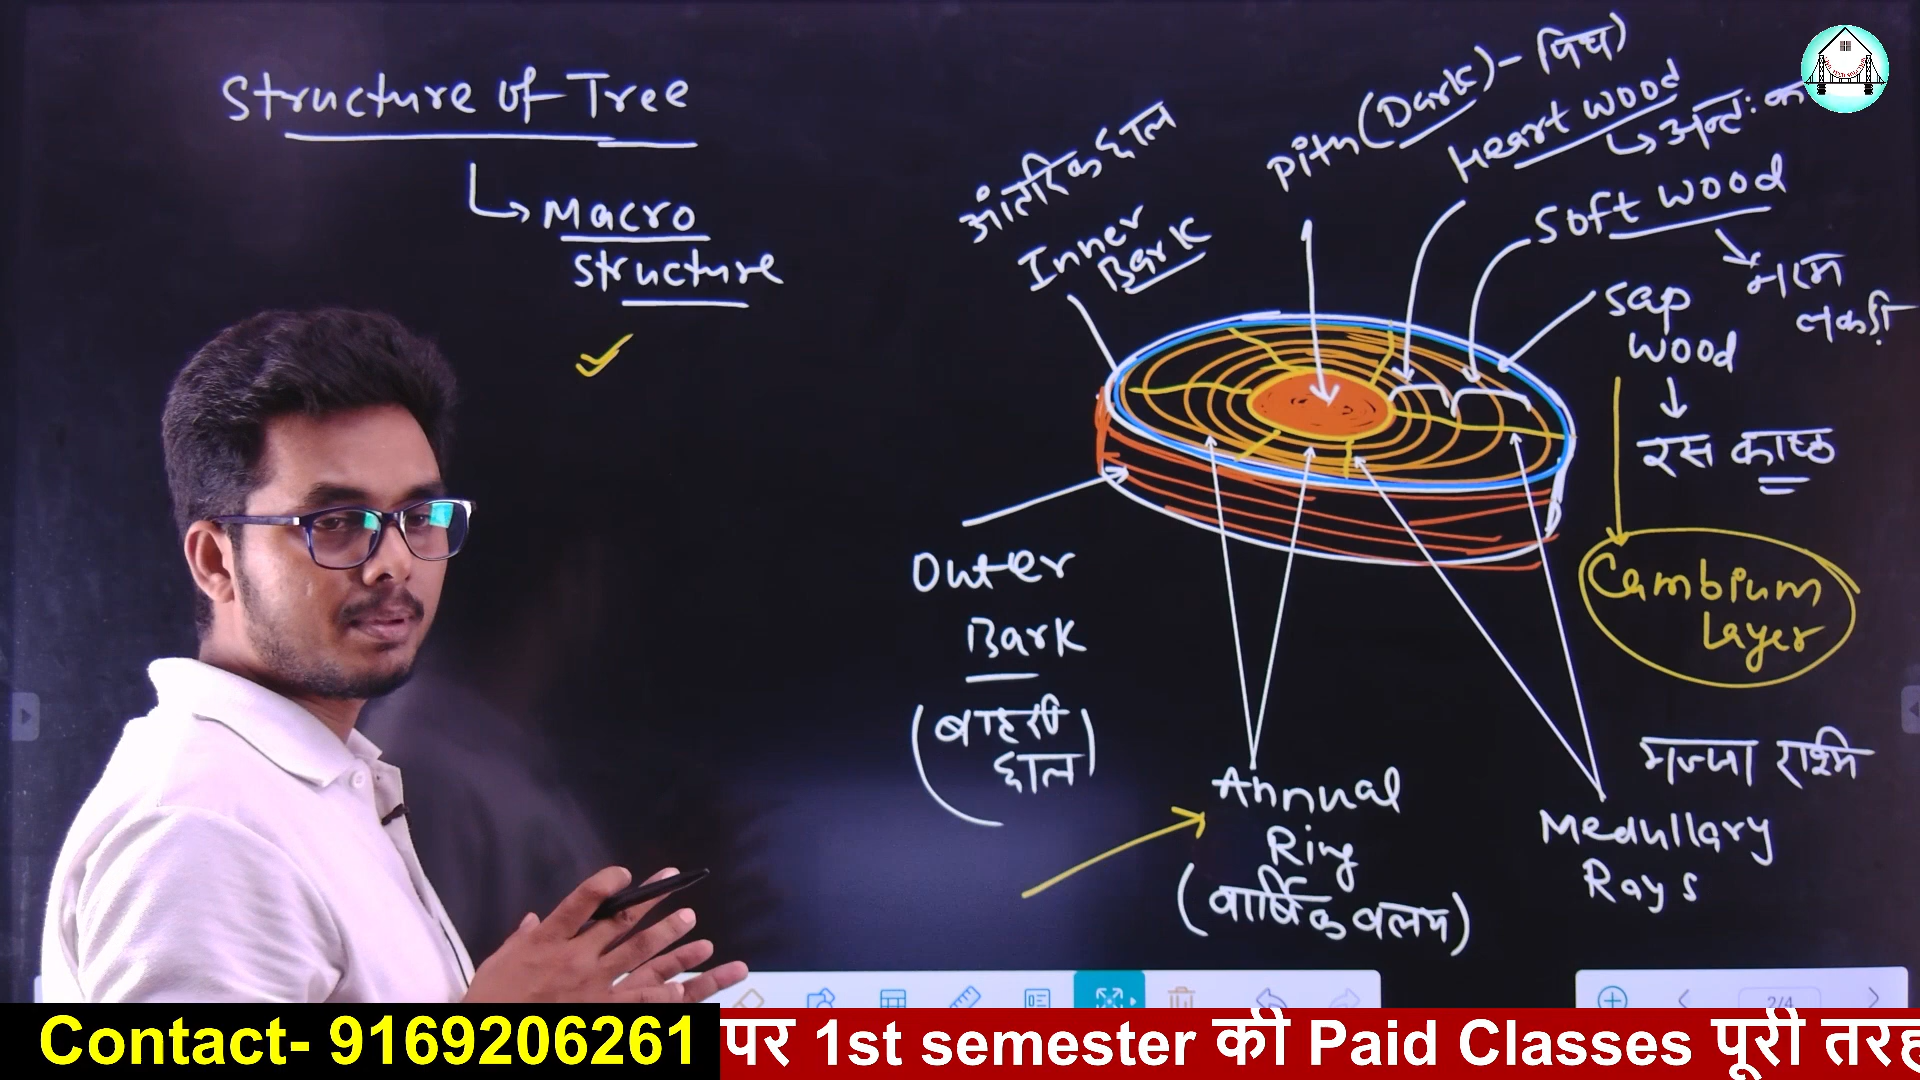 Structure of Tree
Macro
structure
आंतरिक छाल
Inner
Bark
Pith (Dark) - पिथ)
Heart wood
Soft wood
नरम
लकड़ी
Sap
wood
रस काष्ठ
Cambium
Layer
Outer
Bark
(बाहरी
छाल)
Annual
Ring
(वार्षिक वलय)
मज्जा रश्मि
Medullary
Rays
2/4
Contact- 9169206261 पर 1st semester की Paid Classes पूरी तरह